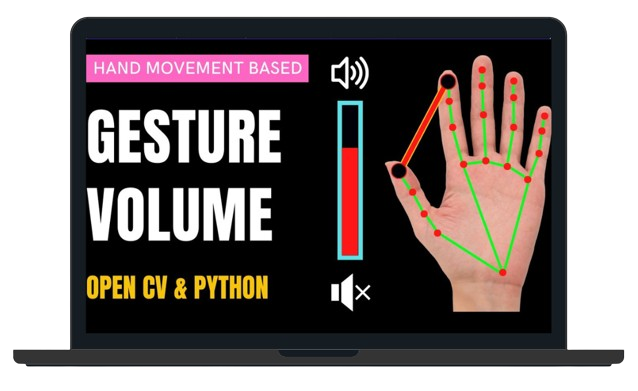 HAND MOVEMENT BASED
GESTURE
VOLUME
OPEN CV & PYTHON